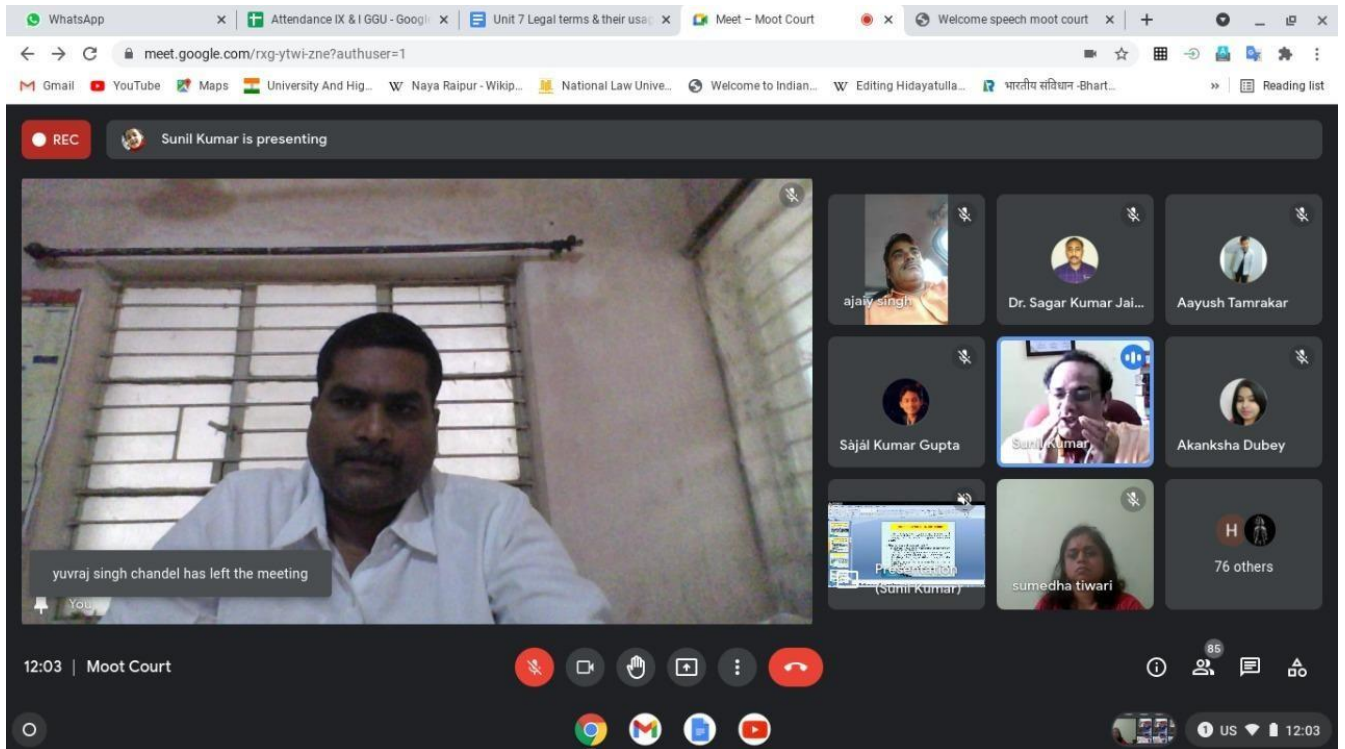 WhatsApp
Attendance IX & I GGU - Googl
Unit 7 Legal terms & their usag
Meet – Moot Court
Welcome speech moot court
meet.google.com/rxg-ytwi-zne?authuser=1
Gmail
YouTube
Maps
University And Hig...
Naya Raipur - Wikip...
National Law Unive...
Welcome to Indian...
Editing Hidayatulla...
भारतीय संविधान -Bhart...
Reading list
REC
Sunil Kumar is presenting
ajaiy singh
Dr. Sagar Kumar Jai...
Aayush Tamrakar
Sàjál Kumar Gupta
Sunil Kumar
Akanksha Dubey
Presentation
(Sunil Kumar)
sumedha tiwari
H
76 others
yuvraj singh chandel has left the meeting
You
12:03 | Moot Court
85
1 US 12:03